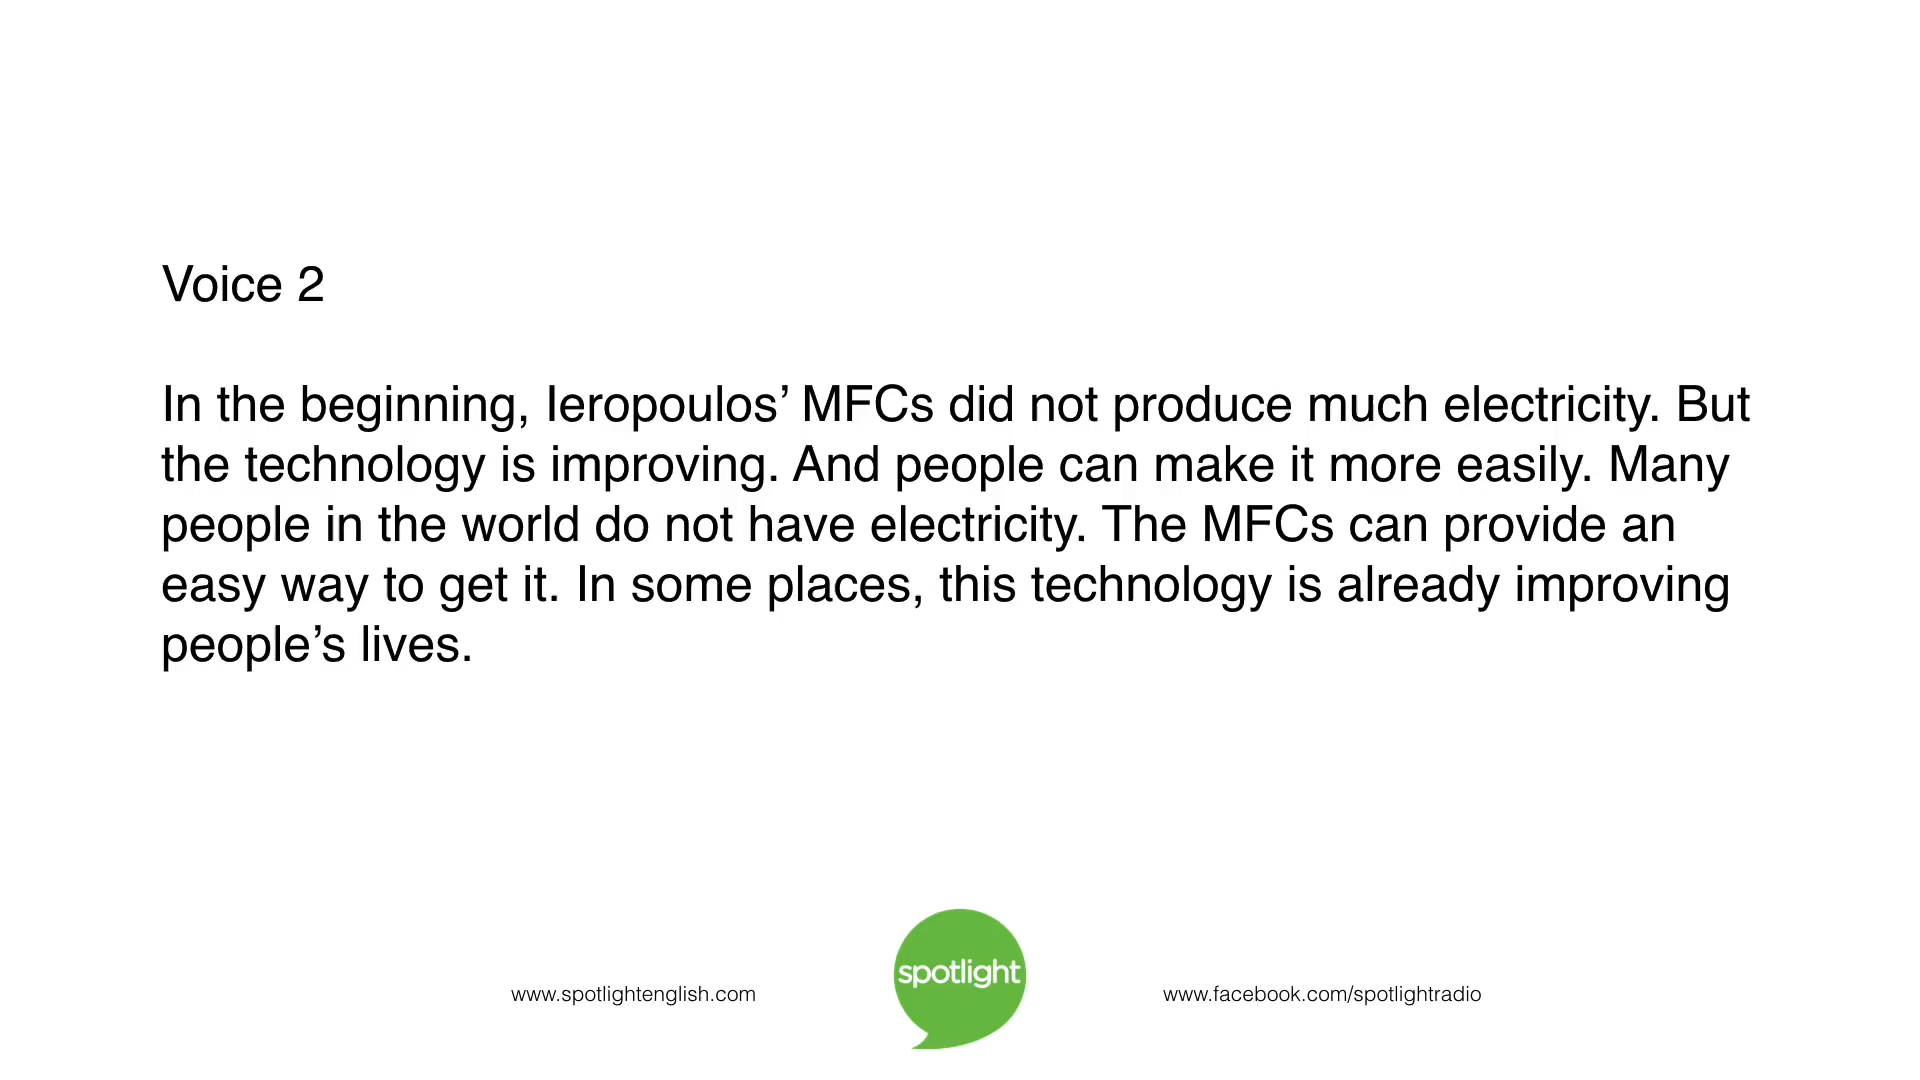 Voice 2
In the beginning, Ieropoulos’ MFCs did not produce much electricity. But
the technology is improving. And people can make it more easily. Many
people in the world do not have electricity. The MFCs can provide an
easy way to get it. In some places, this technology is already improving
people’s lives.
spotlight
www.spotlightenglish.com
www.facebook.com/spotlightradio